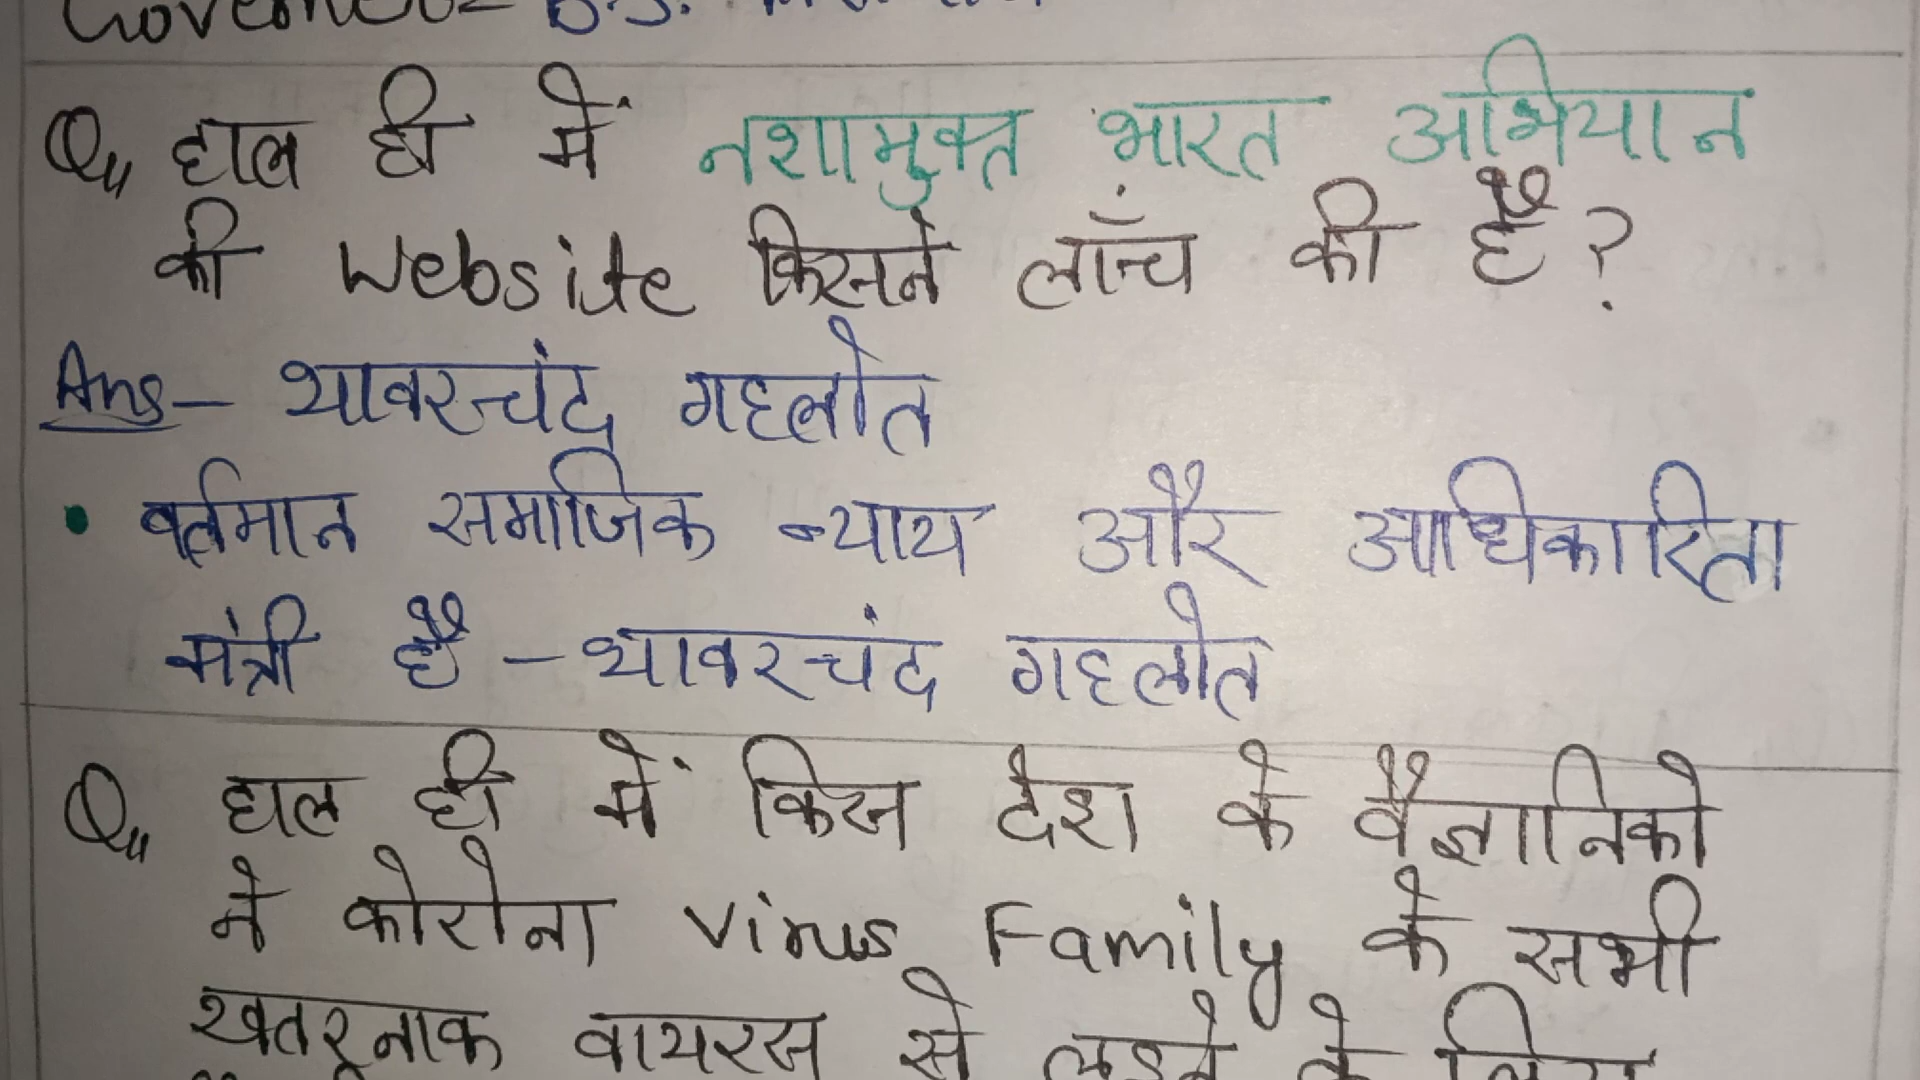 Q,, हाल ही में नशामुक्त भारत अभियान
की Website किसने लॉन्च की है?
Ans - थावरचंद गहलोत
• वर्तमान समाजिक न्याय और आधिकारिता
मंत्री है - थावरचंद गहलोत
Q,, हाल ही में किस देश के वैज्ञानिको
ने कोरोना Virus Family के सभी
खतरनाक वायरस से लडने के लिए